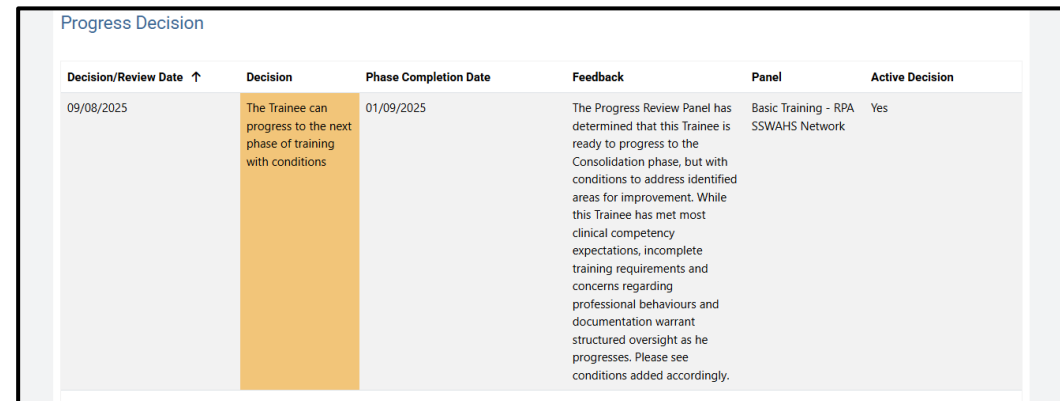 Progress Decision
Decision/Review Date ↑ Decision Phase Completion Date Feedback Panel Active Decision
09/08/2025
The Trainee can
progress to the next
phase of training
with conditions
01/09/2025
The Progress Review Panel has
determined that this Trainee is
ready to progress to the
Consolidation phase, but with
conditions to address identified
areas for improvement. While
this Trainee has met most
clinical competency
expectations, incomplete
training requirements and
concerns regarding
professional behaviours and
documentation warrant
structured oversight as he
progresses. Please see
conditions added accordingly.
Basic Training - RPA
SSWAHS Network
Yes